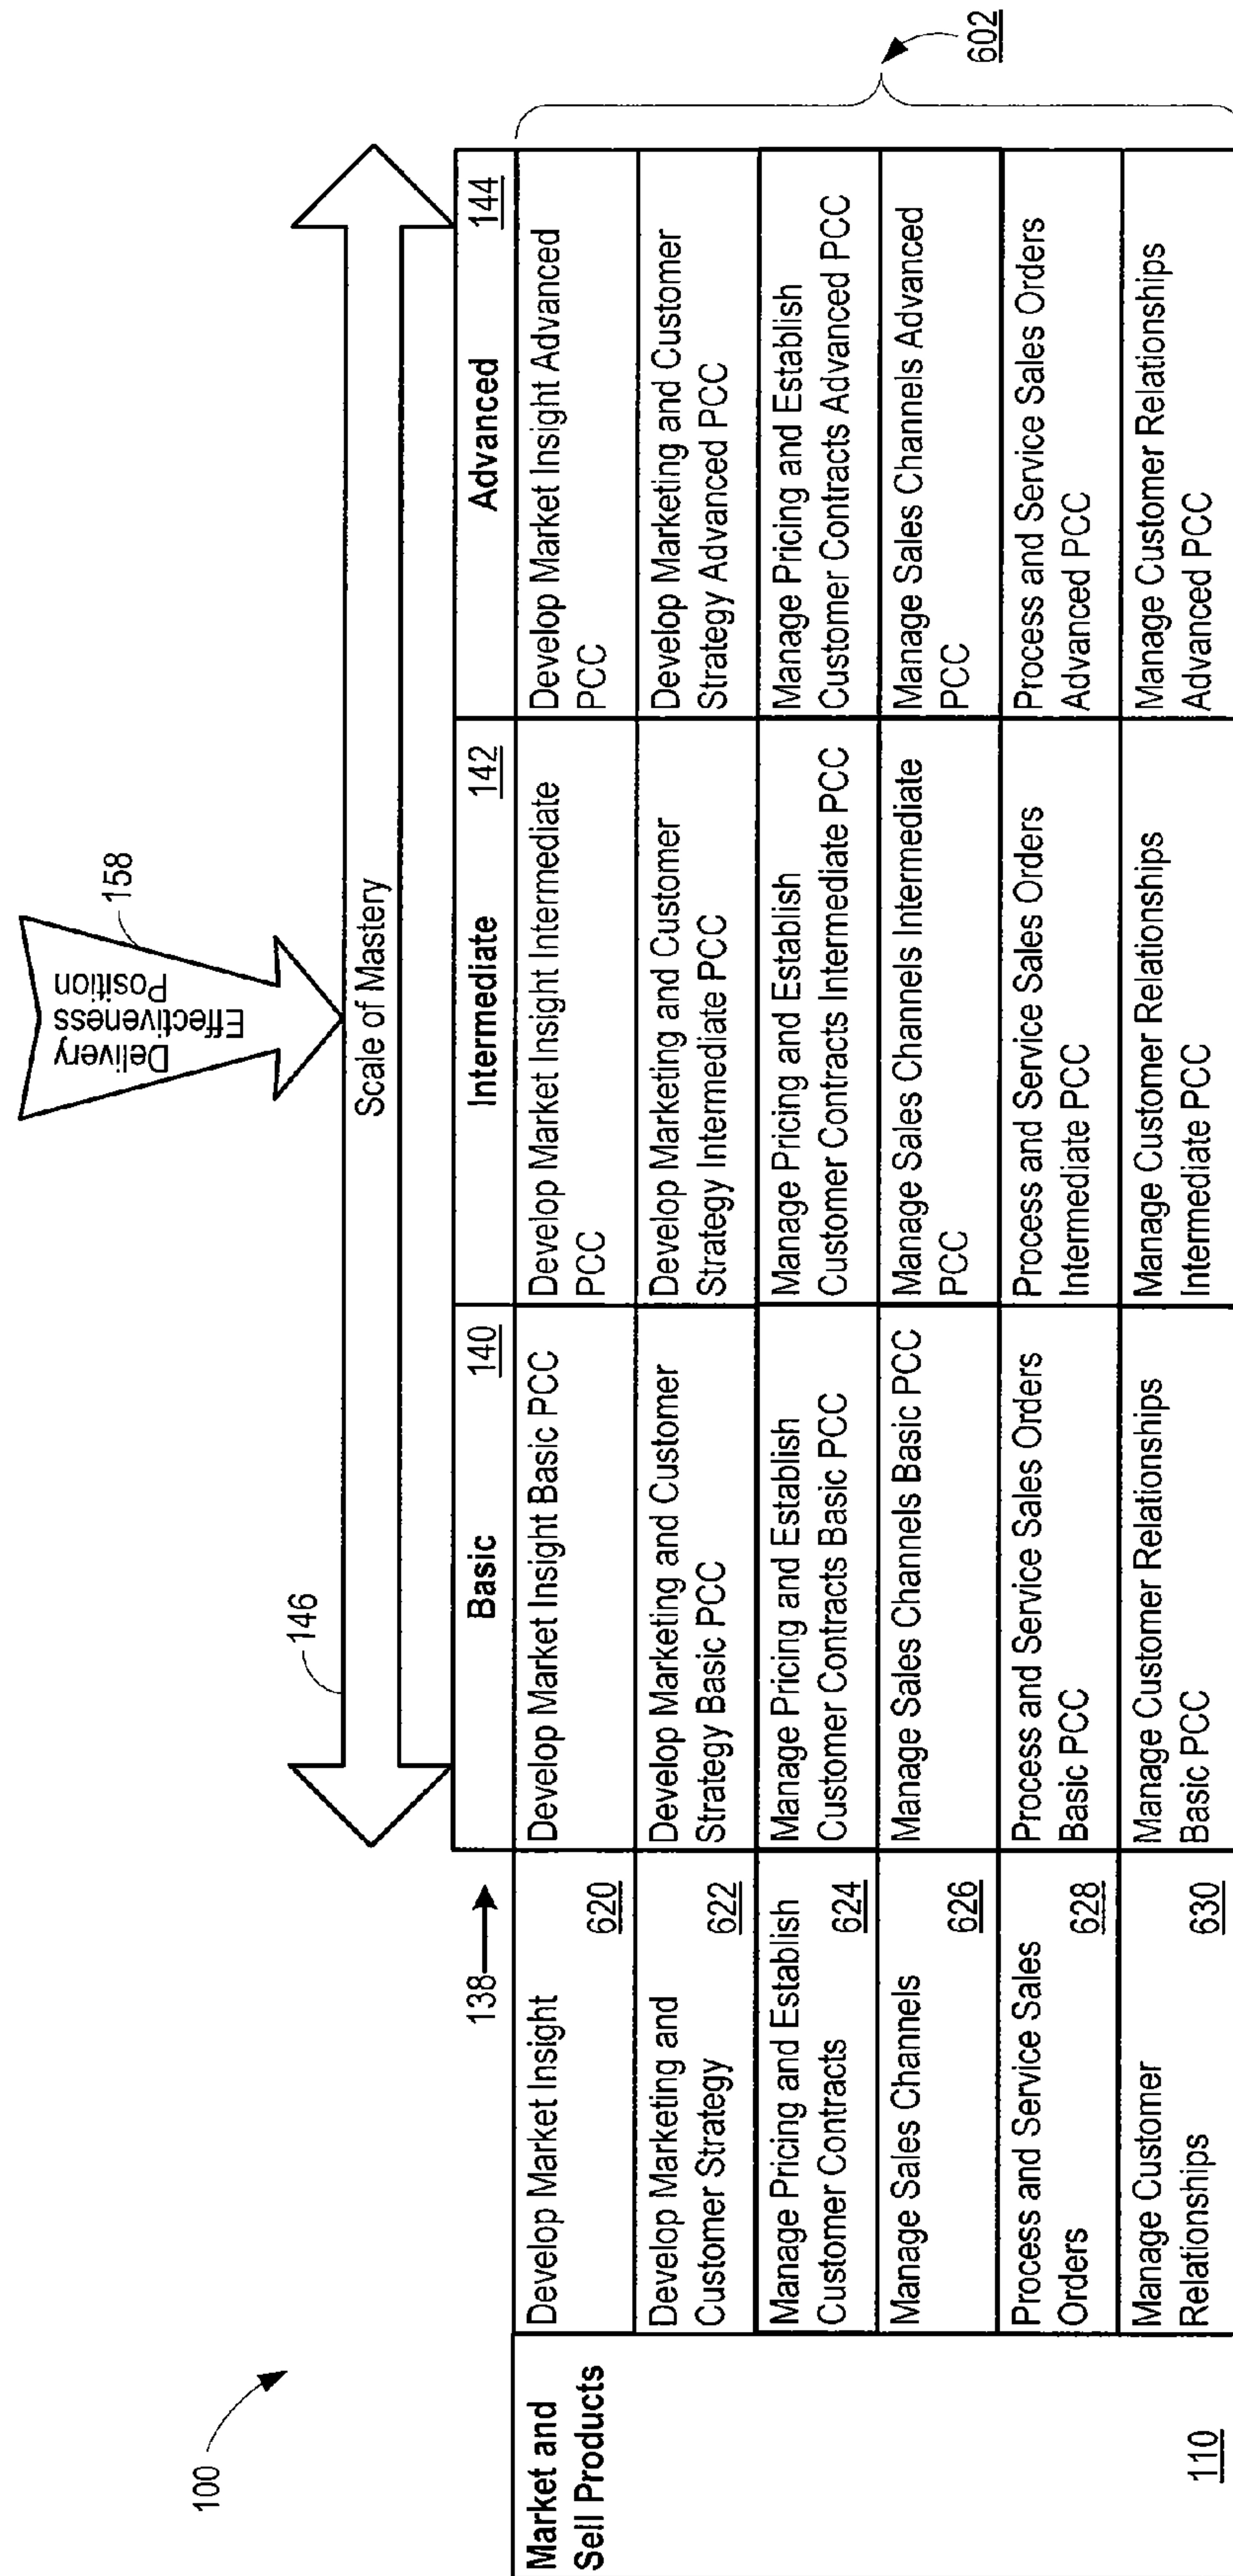 100
158
Delivery
Effectiveness
Position
146
Scale of Mastery
138
Basic
140
Intermediate
142
Advanced
144
Market and
Sell Products
110
Develop Market Insight
620
Develop Market Insight Basic PCC
Develop Market Insight Intermediate
PCC
Develop Market Insight Advanced
PCC
Develop Marketing and
Customer Strategy
622
Develop Marketing and Customer
Strategy Basic PCC
Develop Marketing and Customer
Strategy Intermediate PCC
Develop Marketing and Customer
Strategy Advanced PCC
Manage Pricing and Establish
Customer Contracts
624
Manage Pricing and Establish
Customer Contracts Basic PCC
Manage Pricing and Establish
Customer Contracts Intermediate PCC
Manage Pricing and Establish
Customer Contracts Advanced PCC
Manage Sales Channels
626
Manage Sales Channels Basic PCC
Manage Sales Channels Intermediate
PCC
Manage Sales Channels Advanced
PCC
Process and Service Sales
Orders
628
Process and Service Sales Orders
Basic PCC
Process and Service Sales Orders
Intermediate PCC
Process and Service Sales Orders
Advanced PCC
Manage Customer
Relationships
630
Manage Customer Relationships
Basic PCC
Manage Customer Relationships
Intermediate PCC
Manage Customer Relationships
Advanced PCC
602